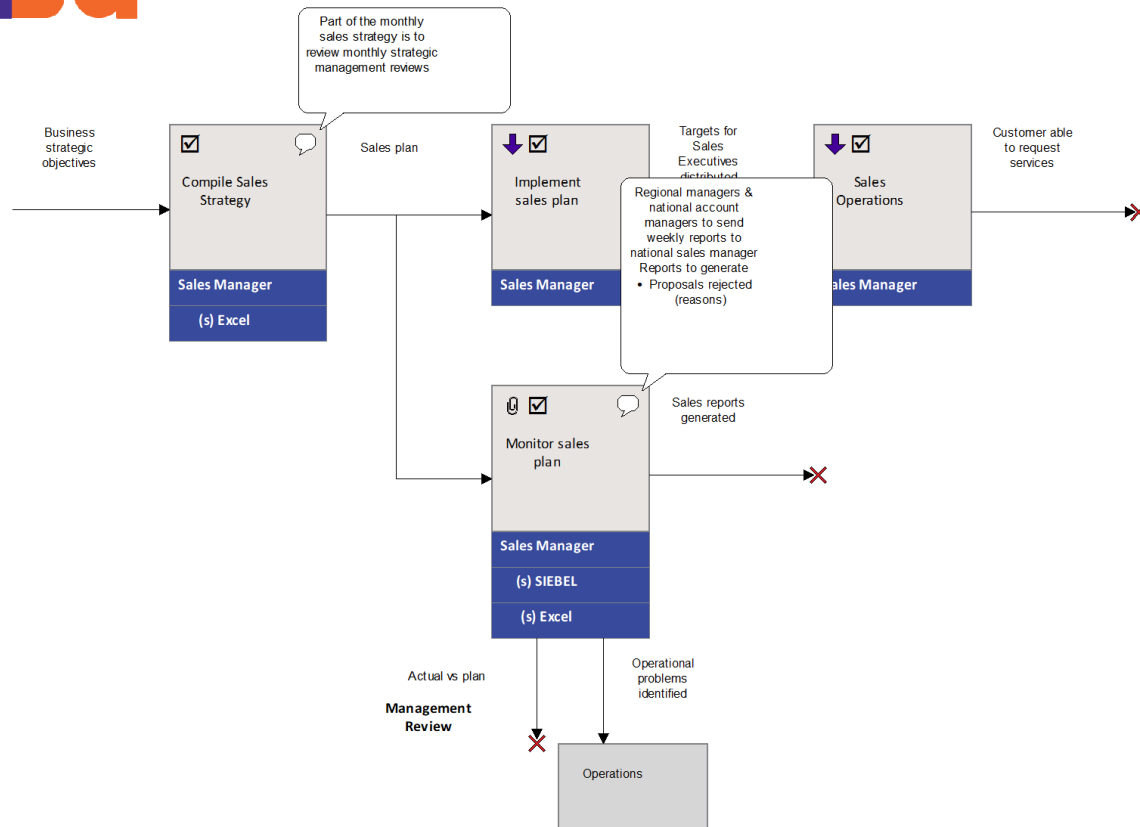 Part of the monthly
sales strategy is to
review monthly strategic
management reviews
Business
strategic
objectives
Compile Sales
Strategy
Sales Manager
(s) Excel
Sales plan
Implement
sales plan
Sales Manager
Targets for
Sales
Executives
distributed
Regional managers &
national account
managers to send
weekly reports to
national sales manager
Reports to generate
• Proposals rejected
(reasons)
Sales
Operations
ales Manager
Customer able
to request
services
Monitor sales
plan
Sales Manager
(s) SIEBEL
(s) Excel
Sales reports
generated
Actual vs plan
Management
Review
Operational
problems
identified
Operations